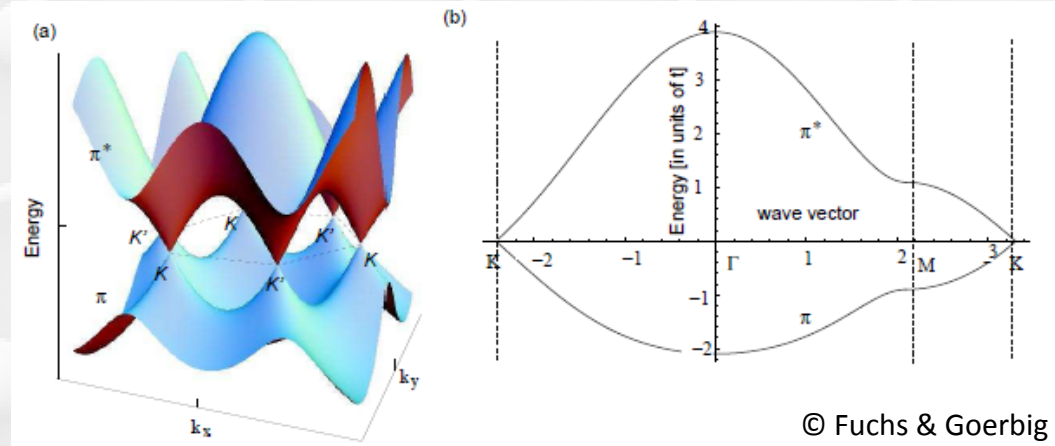 (a)
π*
Energy
K'
K
K
K'
K'
K
π
k_x
k_y
(b)
4
3
2
1
−1
−2
Energy [in units of t]
π*
wave vector
K
−2
−1
Γ
1
2
M
−3
K
π
© Fuchs & Goerbig